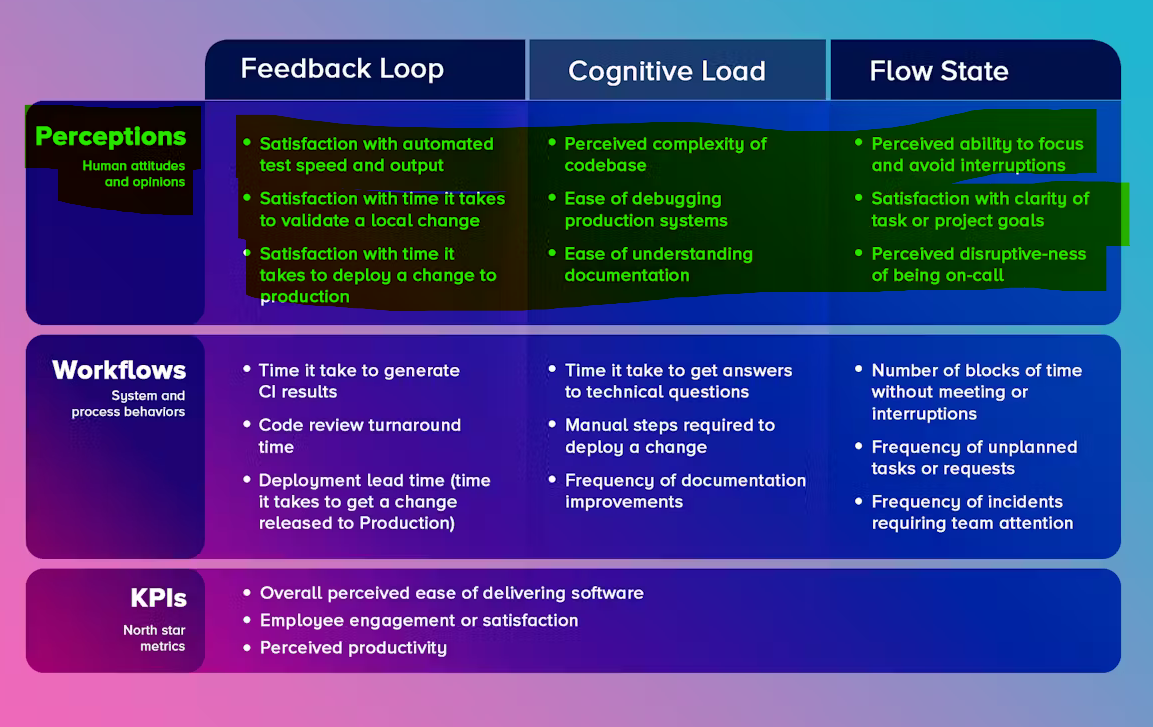 Feedback Loop
Cognitive Load
Flow State
Perceptions
Human attitudes
and opinions
• Satisfaction with automated
test speed and output
• Satisfaction with time it takes
to validate a local change
• Satisfaction with time it
takes to deploy a change to
production
• Perceived complexity of
codebase
• Ease of debugging
production systems
• Ease of understanding
documentation
• Perceived ability to focus
and avoid interruptions
• Satisfaction with clarity of
task or project goals
• Perceived disruptive-ness
of being on-call
Workflows
System and
process behaviors
• Time it take to generate
CI results
• Code review turnaround
time
• Deployment lead time (time
it takes to get a change
released to Production)
• Time it take to get answers
to technical questions
• Manual steps required to
deploy a change
• Frequency of documentation
improvements
• Number of blocks of time
without meeting or
interruptions
• Frequency of unplanned
tasks or requests
• Frequency of incidents
requiring team attention
KPIs
North star
metrics
• Overall perceived ease of delivering software
• Employee engagement or satisfaction
• Perceived productivity